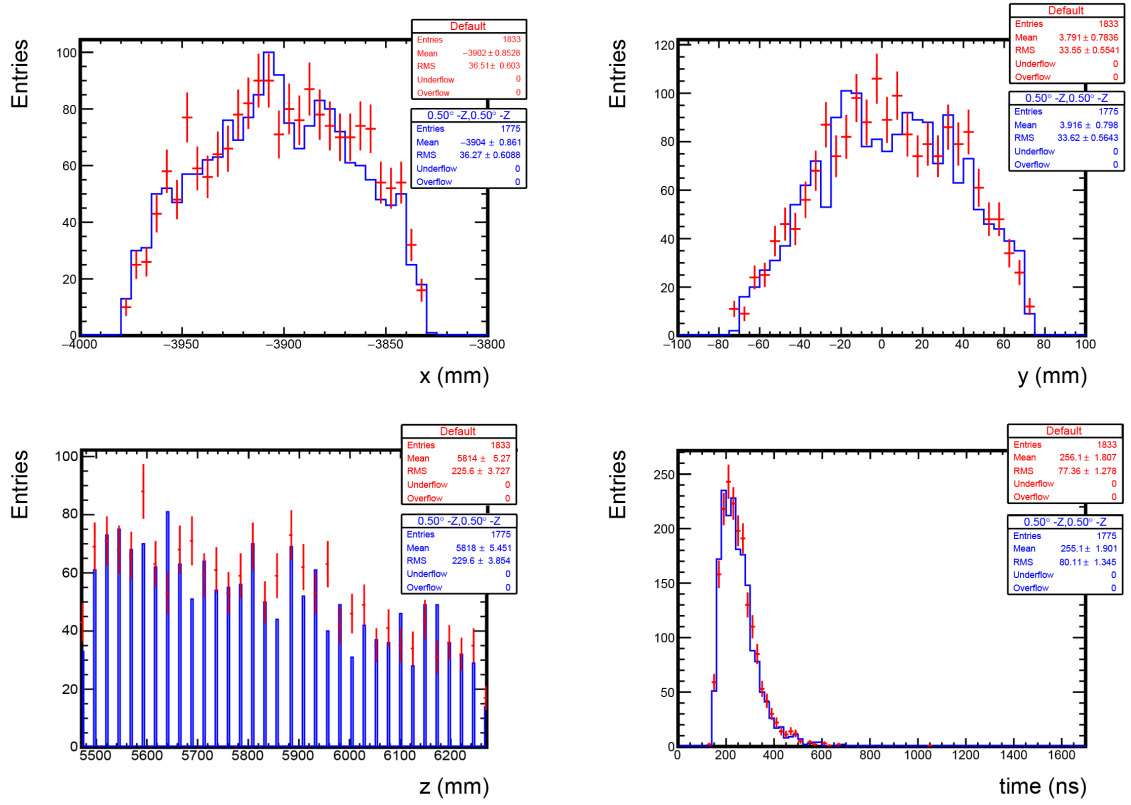 Entries
100
80
60
40
20
0
−4000
−3950
−3900
−3850
−3800
x (mm)
Default
Entries 1833
Mean −3902 ± 0.8528
RMS 36.51 ± 0.603
Underflow 0
Overflow 0
0.50° -Z,0.50° -Z
Entries 1775
Mean −3904 ± 0.861
RMS 36.27 ± 0.6088
Underflow 0
Overflow 0
Entries
120
100
80
60
40
20
0
−100
−80
−60
−40
−20
0
20
40
60
80
100
y (mm)
Default
Entries 1833
Mean 3.791 ± 0.7836
RMS 33.55 ± 0.5541
Underflow 0
Overflow 0
0.50° -Z,0.50° -Z
Entries 1775
Mean 3.916 ± 0.798
RMS 33.62 ± 0.5643
Underflow 0
Overflow 0
Entries
100
80
60
40
20
0
5500
5600
5700
5800
5900
6000
6100
6200
z (mm)
Default
Entries 1833
Mean 5814 ± 5.27
RMS 225.6 ± 3.727
Underflow 0
Overflow 0
0.50° -Z,0.50° -Z
Entries 1775
Mean 5818 ± 5.451
RMS 229.6 ± 3.854
Underflow 0
Overflow 0
Entries
250
200
150
100
50
0
0
200
400
600
800
1000
1200
1400
1600
time (ns)
Default
Entries 1833
Mean 256.1 ± 1.807
RMS 77.36 ± 1.278
Underflow 0
Overflow 0
0.50° -Z,0.50° -Z
Entries 1775
Mean 255.1 ± 1.901
RMS 80.11 ± 1.345
Underflow 0
Overflow 0